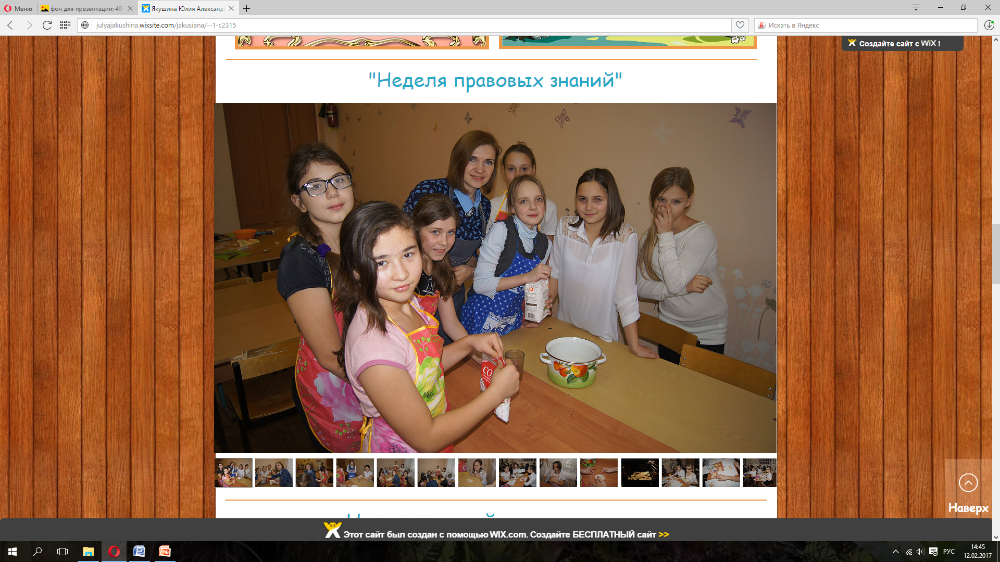 Меню
фон для презентации: 49
Якушина Юлия Александр
julyajakushina.wixsite.com/jakusiana/--1-c2315
Искать в Яндекс
Создайте сайт с WiX !
"Неделя правовых знаний"
СО
Наверх
Этот сайт был создан с помощью WIX.com. Создайте БЕСПЛАТНЫЙ сайт >>
РУС
14:45
12.02.2017